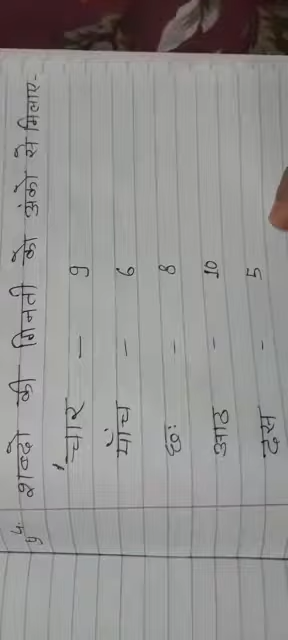 शब्दो की गिनती को अंको से मिलाए-
चार - 9
पाँच - 6
छः - 8
आठ - 10
दस - 5